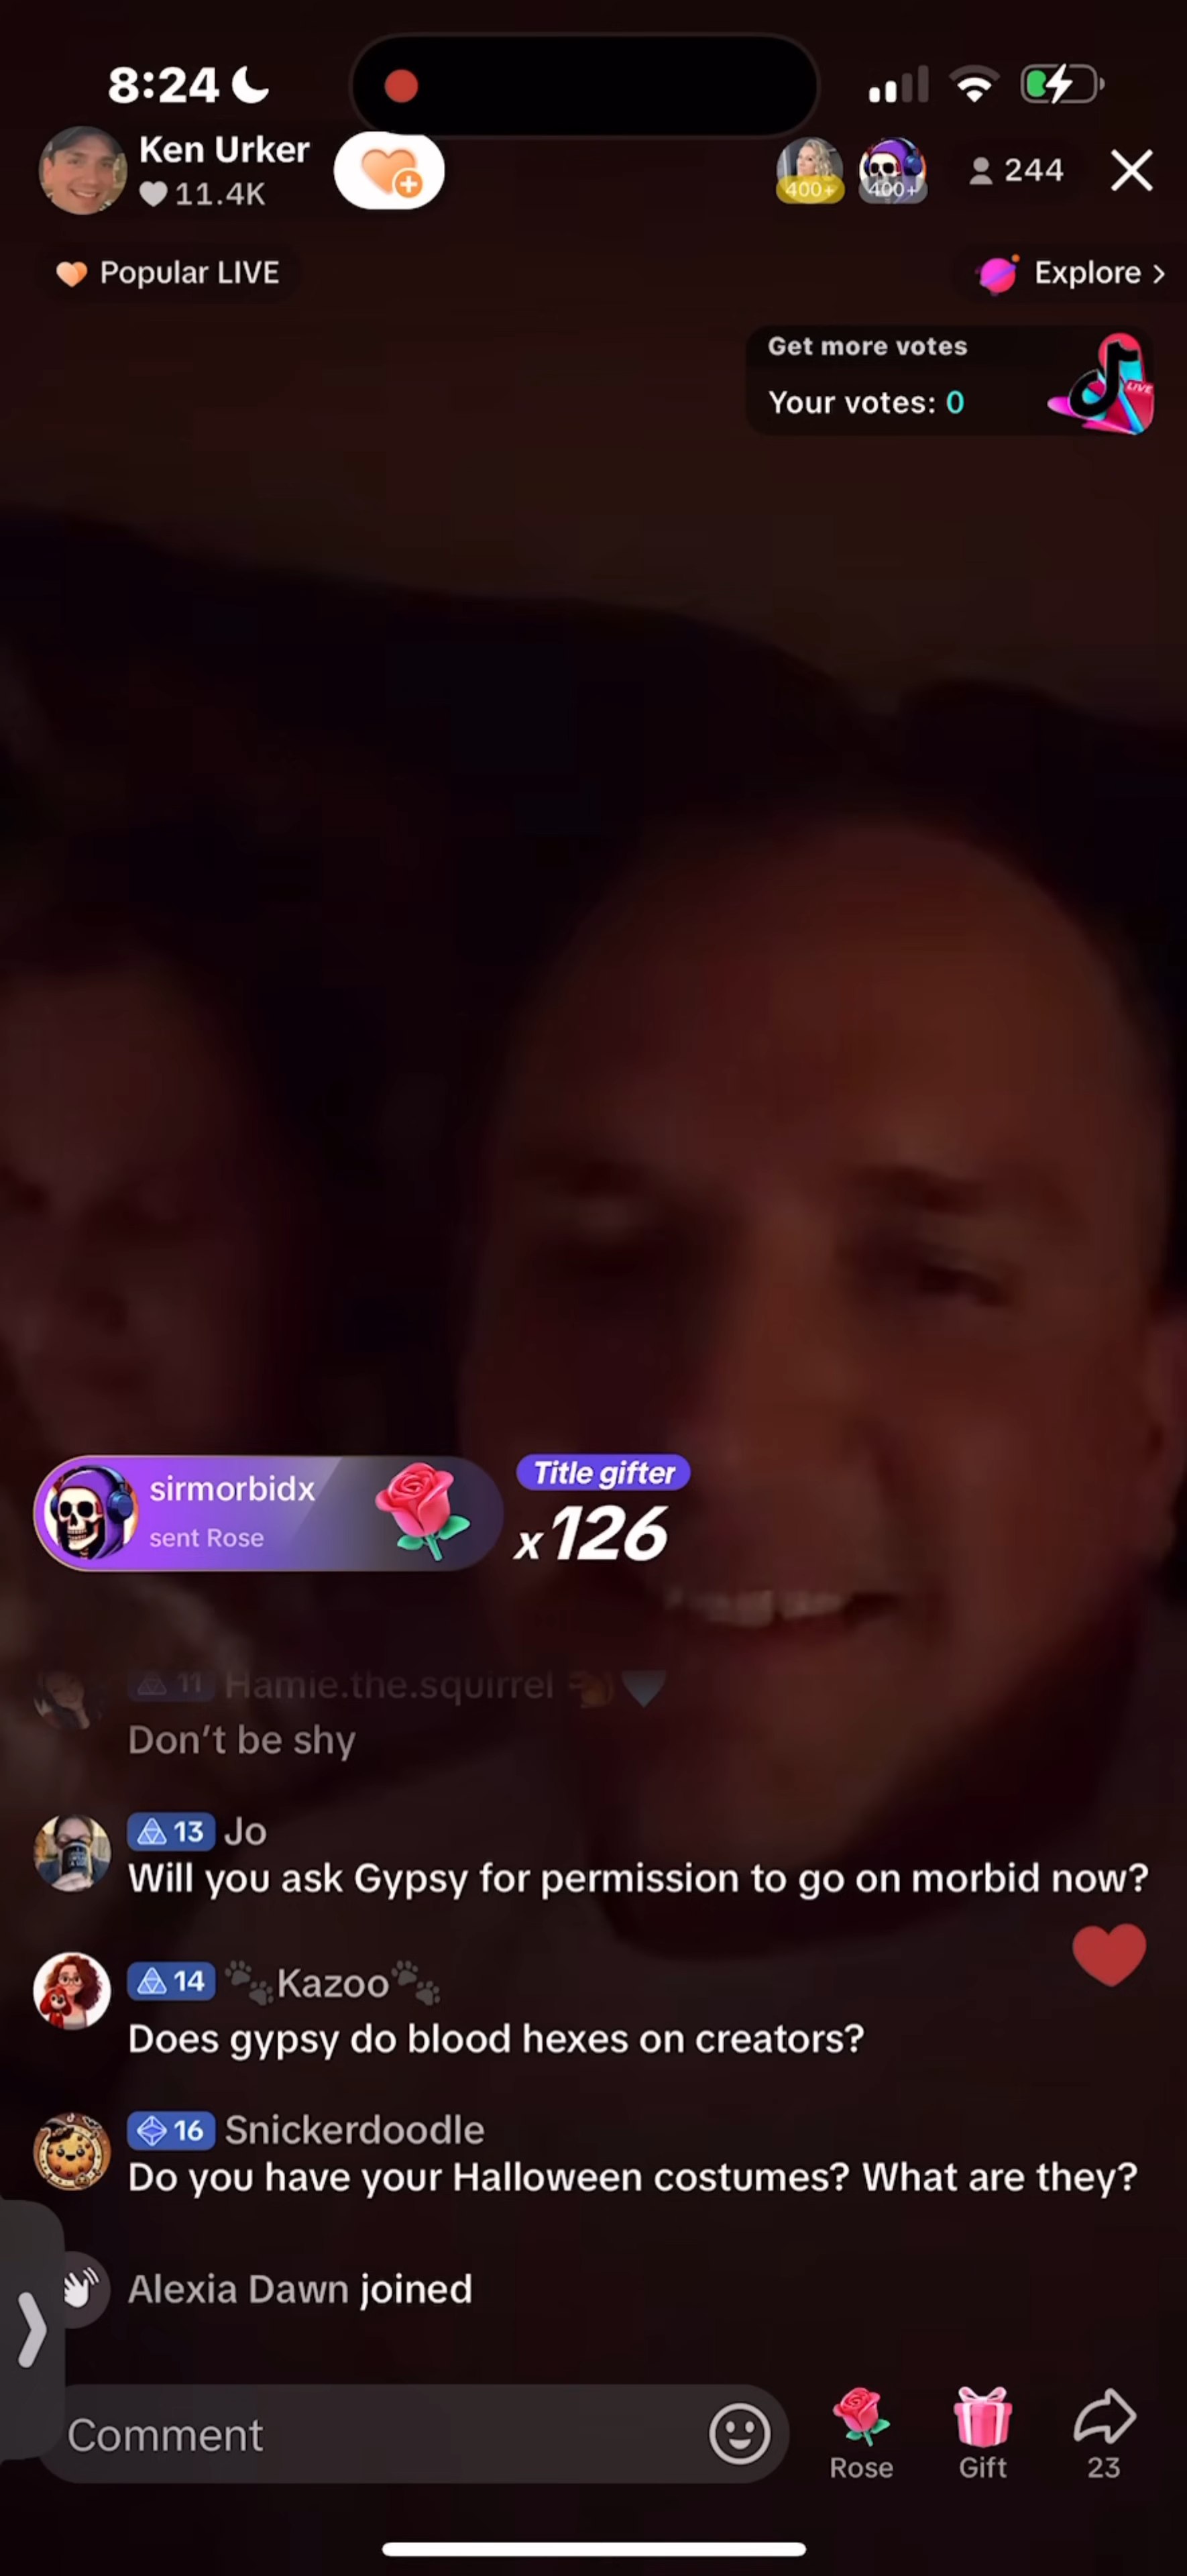 8:24
Ken Urker
11.4K
400+
400+
244
Popular LIVE
Explore >
Get more votes
Your votes: 0
LIVE
sirmorbidx
sent Rose
Title gifter
x126
11 Hamie.the.squirrel
Don't be shy
13 Jo
Will you ask Gypsy for permission to go on morbid now?
14 🐾Kazoo🐾
Does gypsy do blood hexes on creators?
16 Snickerdoodle
Do you have your Halloween costumes? What are they?
Alexia Dawn joined
Comment
Rose
Gift
23